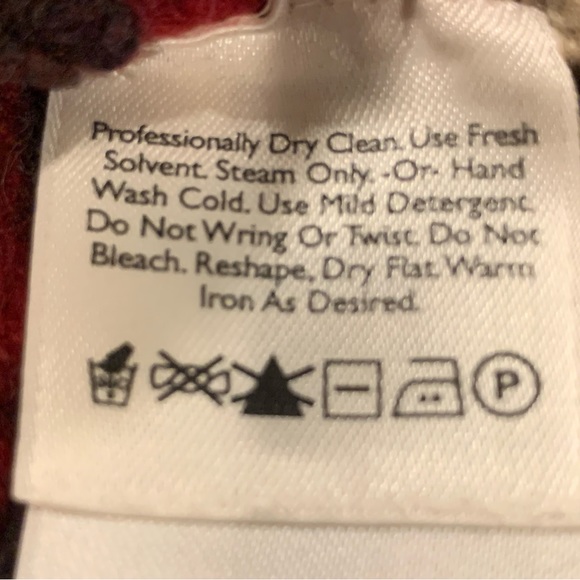 Professionally Dry Clean. Use Fresh
Solvent. Steam Only. -Or- Hand
Wash Cold. Use Mild Detergent.
Do Not Wring Or Twist. Do Not
Bleach. Reshape, Dry Flat. Warm
Iron As Desired.
P